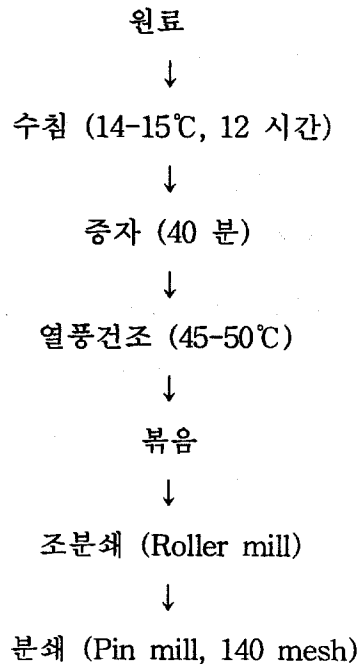 원료
↓
수침 (14-15℃, 12 시간)
↓
증자 (40 분)
↓
열풍건조 (45-50℃)
↓
볶음
↓
조분쇄 (Roller mill)
↓
분쇄 (Pin mill, 140 mesh)